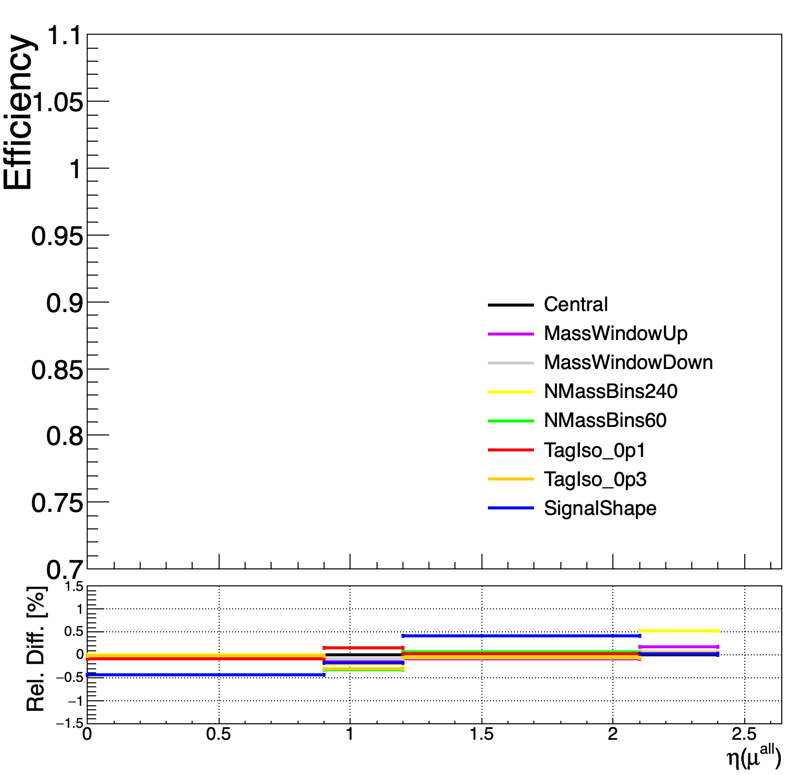 Efficiency
1.1
1.05
1
0.95
0.9
0.85
0.8
0.75
0.7
Central
MassWindowUp
MassWindowDown
NMassBins240
NMassBins60
TagIso_0p1
TagIso_0p3
SignalShape
Rel. Diff. [%]
1.5
1
0.5
0
−0.5
−1
−1.5
0 0.5 1 1.5 2 2.5
η(μ^all)